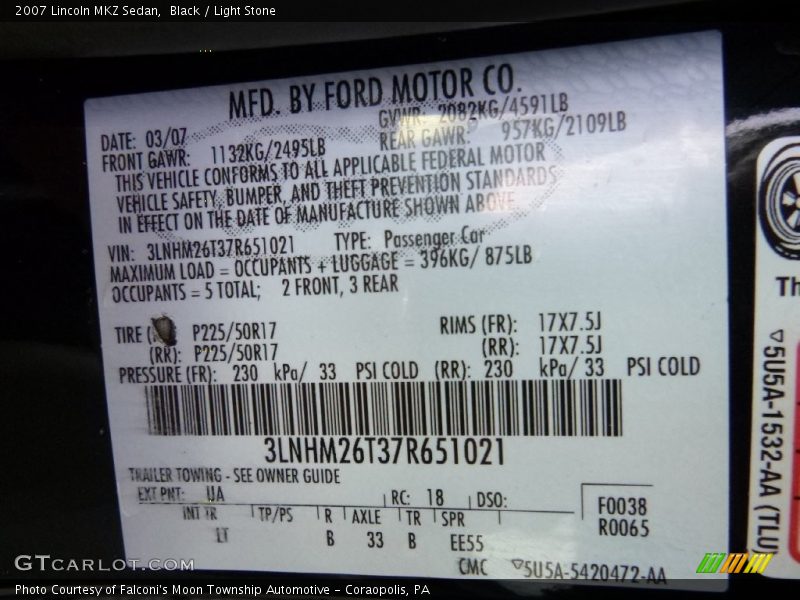 2007 Lincoln MKZ Sedan, Black / Light Stone
MFD. BY FORD MOTOR CO.
DATE: 03/07 GVWR: 2082KG/4591LB
FRONT GAWR: 1132KG/2495LB REAR GAWR: 957KG/2109LB
THIS VEHICLE CONFORMS TO ALL APPLICABLE FEDERAL MOTOR
VEHICLE SAFETY, BUMPER, AND THEFT PREVENTION STANDARDS
IN EFFECT ON THE DATE OF MANUFACTURE SHOWN ABOVE.
VIN: 3LNHM26T37R651021 TYPE: Passenger Car
MAXIMUM LOAD = OCCUPANTS + LUGGAGE = 396KG/ 875LB
OCCUPANTS = 5 TOTAL; 2 FRONT, 3 REAR
TIRE P225/50R17 RIMS (FR): 17X7.5J
(RR): P225/50R17 (RR): 17X7.5J
PRESSURE (FR): 230 kPa/ 33 PSI COLD (RR): 230 kPa/ 33 PSI COLD
3LNHM26T37R651021
TRAILER TOWING - SEE OWNER GUIDE
EXT PNT: UA RC: 18 DSO: F0038
INT TR TP/PS R AXLE TR SPR R0065
LT B 33 B EE55
CMC 5U5A-5420472-AA
Th
5U5A-1532-AA (TLU)
GTCARLOT.COM
Photo Courtesy of Falconi's Moon Township Automotive – Coraopolis, PA